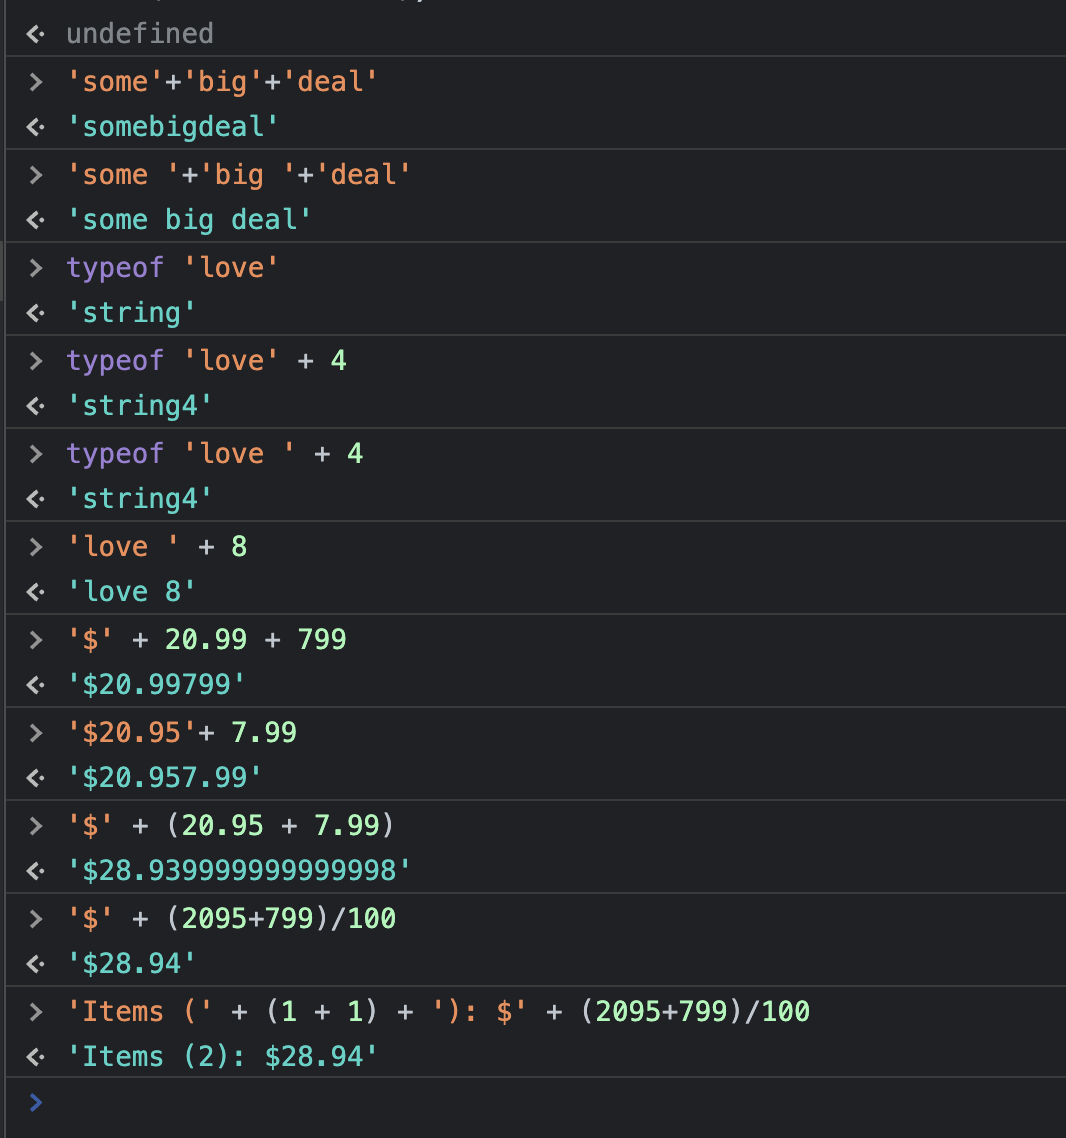 undefined
'some'+'big'+'deal'
'somebigdeal'
'some '+'big '+'deal'
'some big deal'
typeof 'love'
'string'
typeof 'love' + 4
'string4'
typeof 'love ' + 4
'string4'
'love ' + 8
'love 8'
'$' + 20.99 + 799
'$20.99799'
'$20.95'+ 7.99
'$20.957.99'
'$' + (20.95 + 7.99)
'$28.939999999999998'
'$' + (2095+799)/100
'$28.94'
'Items (' + (1 + 1) + '): $' + (2095+799)/100
'Items (2): $28.94'